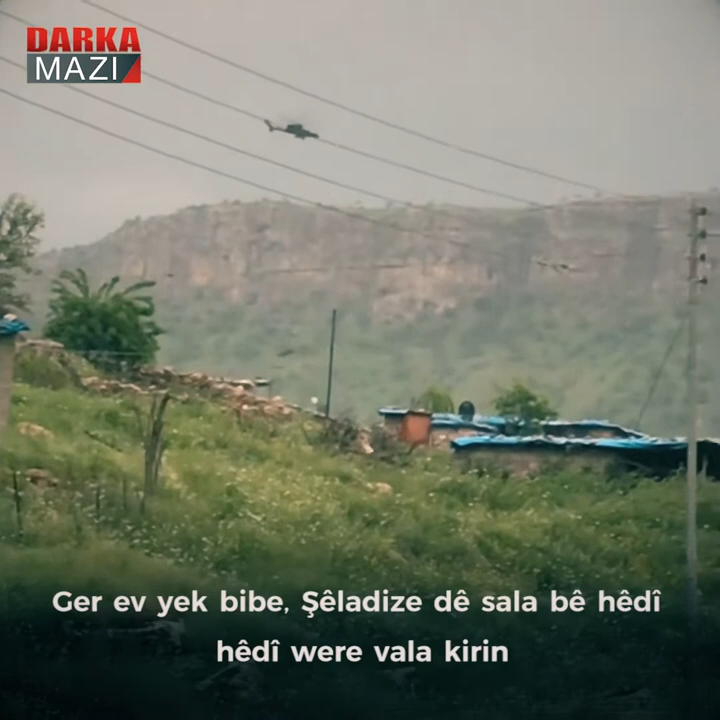 DARKA
MAZI
Ger ev yek bibe, Şêladize dê sala bê hêdî
hêdî were vala kirin